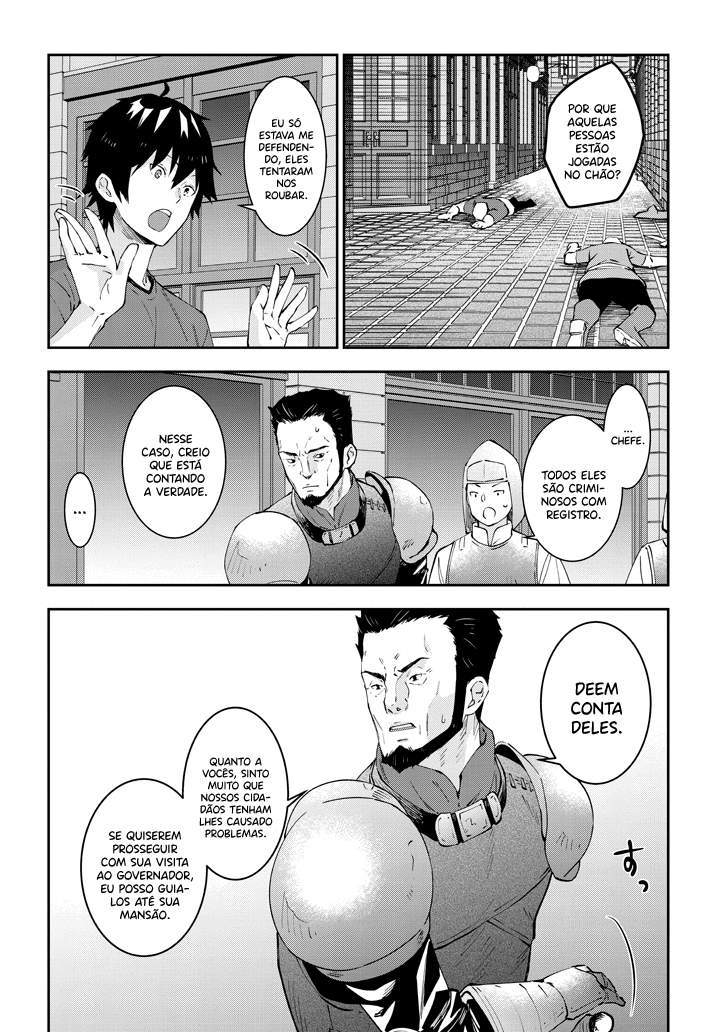 POR QUE
AQUELAS
PESSOAS
ESTÃO
JOGADAS
NO CHÃO?
EU SÓ
ESTAVA ME
DEFENDEN-
DO, ELES
TENTARAM
NOS
ROUBAR.
...
CHEFE.
TODOS ELES
SÃO CRIMI-
NOSOS COM
REGISTRO.
NESSE
CASO, CREIO
QUE ESTÁ
CONTANDO
A VERDADE.
...
DEEM
CONTA
DELES.
QUANTO A
VOCÊS, SINTO
MUITO QUE
NOSSOS CIDA-
DÃOS TENHAM
LHES CAUSADO
PROBLEMAS.
SE QUISEREM
PROSSEGUIR
COM SUA VISITA
AO GOVERNADOR,
EU POSSO GUIA-
LOS ATÉ SUA
MANSÃO.
すっ